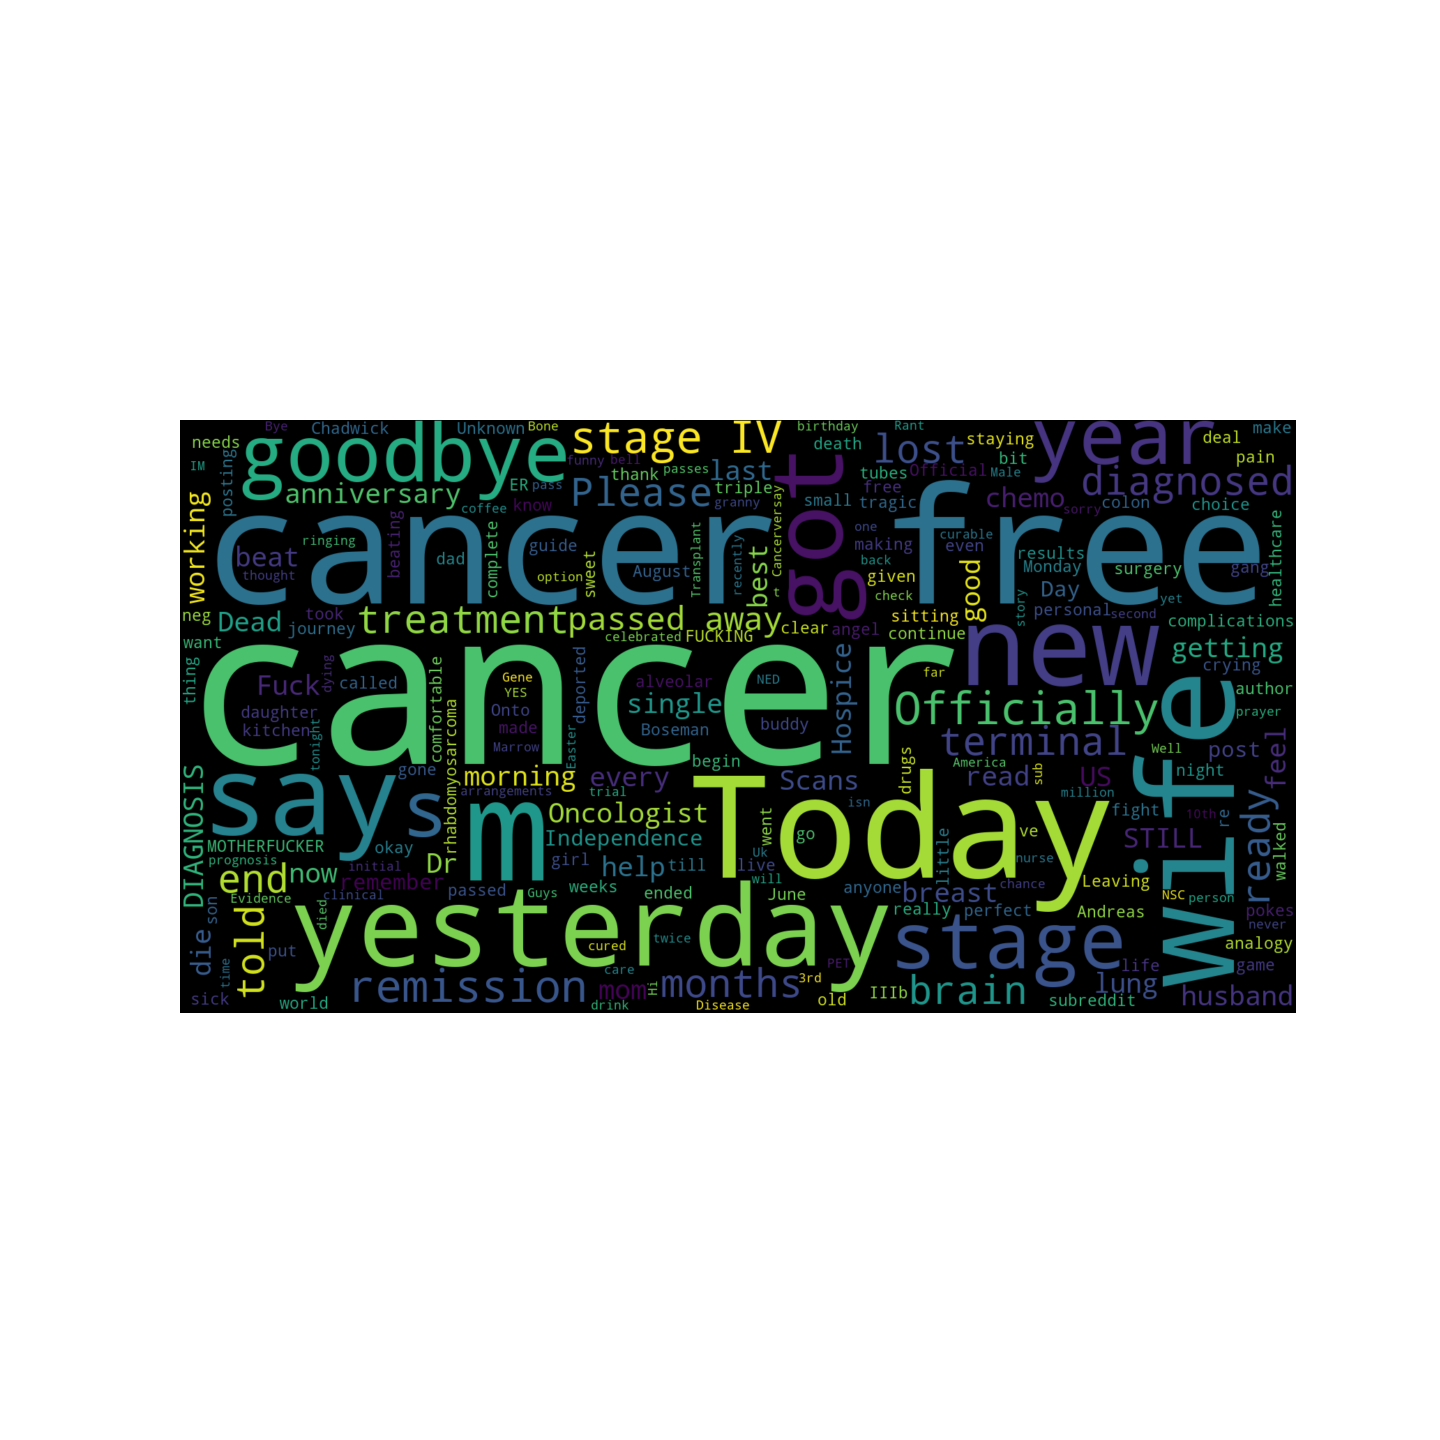 Bye
Chadwick
Unknown
Bone
stage IV
birthday
Rant
year
make
needs
goodbye
death
lost
staying
deal
IM
posting
funny
bell
thank
passes
last
tubes
Official
Male
bit
pain
anniversary
ER
pass
Please
triple
got
diagnosed
working
coffee
know
granny
small
free
tragic
chemo
sorry
colon
choice
cancer free
ringing
beating
complete
guide
Transplant
recently
Cancerversay
one
making
curable
even
results
gang
healthcare
beat
dad
sweet
best
back
Monday
surgery
thought
option
August
t
given
good
Day
check
story
yet
neg
Dead
took
journey
treatment
passed away
clear
angel
sitting
continue
personal
second
complications
want
celebrated
FUCKING
new
getting
thing
cancer
crying
dying
Fuck
called
comfortable
rhabdomyosarcoma
Gene
YES
deported
alveolar
NED
Hospice
far
wife
author
daughter
Onto
single
buddy
Officially
prayer
kitchen
tonight
made
Boseman
terminal
Well
post
Marrow
Easter
begin
America
feel
DIAGNOSIS
says
gone
morning
every
Scans
drugs
read
sub
US
night
arrangements
trial
Today
isn
million
ready
m
Oncologist
went
fight
10th
re
MOTHERFUCKER
okay
Dr
Independence
go
ve
STILL
walked
prognosis
initial
girl
help
till
live
Uk
little
nurse
end
now
remember
passed
weeks
will
anyone
breast
chance
Leaving
Evidence
clinical
Guys
ended
June
NSC
person
die
son
told
died
yesterday
really
perfect
Andreas
pokes
never
put
cured
twice
stage
analogy
time
care
PET
life
game
remission
mom
Hi
months
3rd
brain
lung
sick
world
drink
Disease
old
IIIb
subreddit
husband